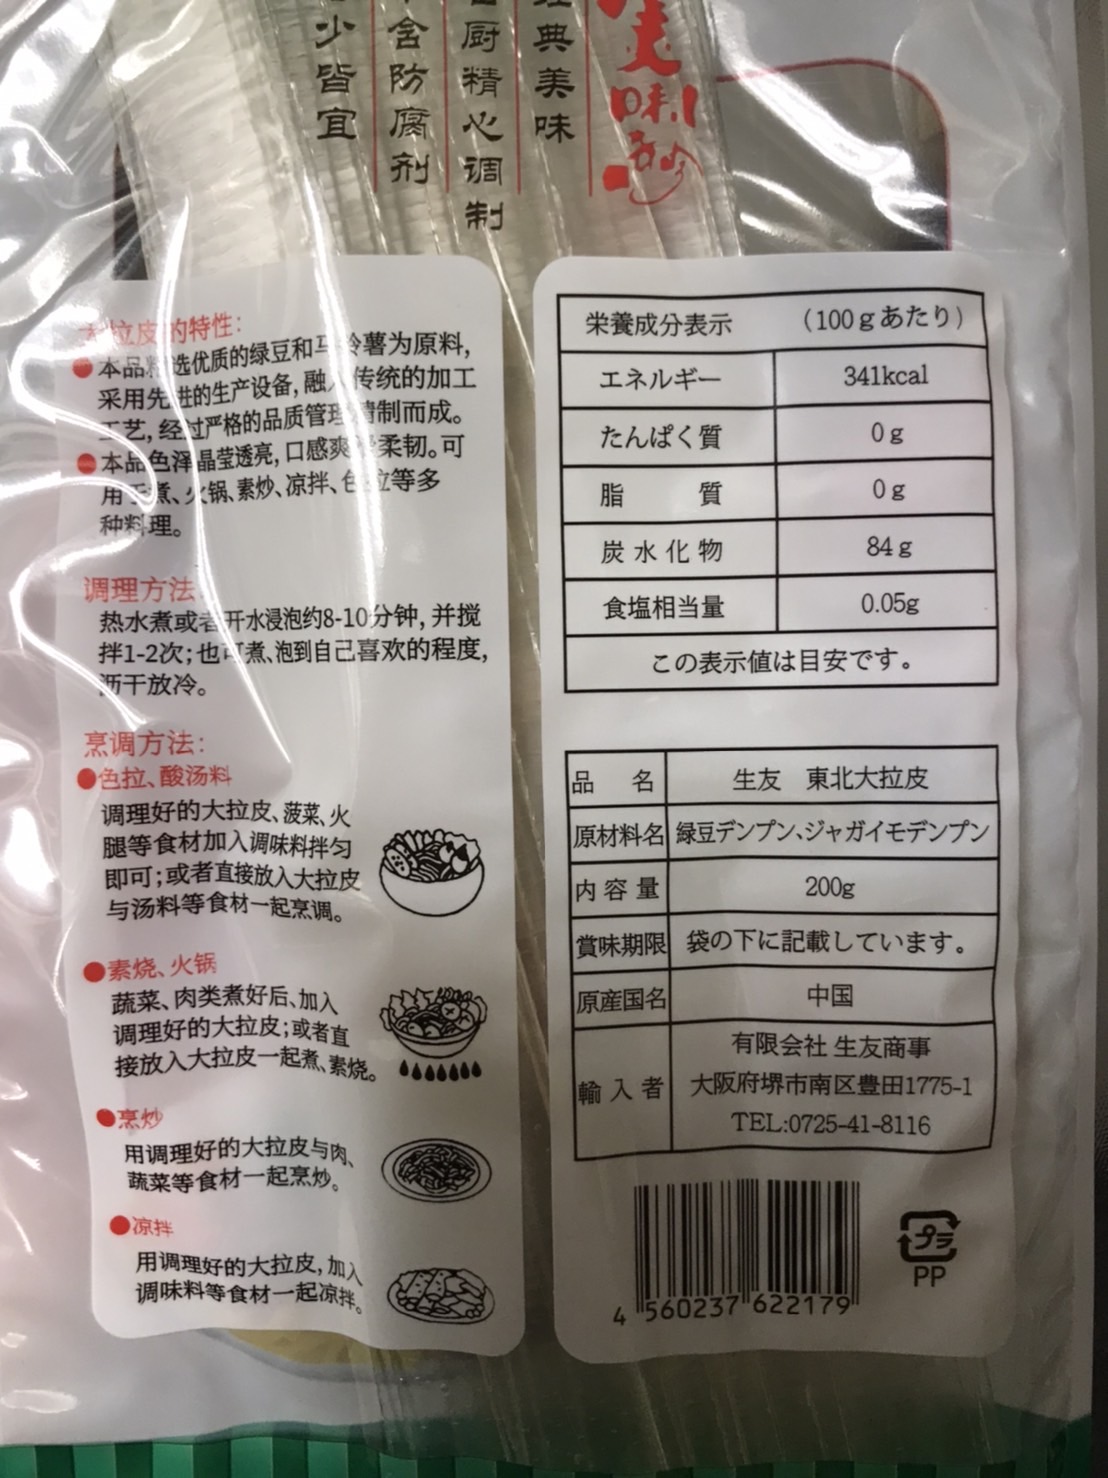 少皆宜
含防腐剂
厨精心调制
典美味
美味
大拉皮的特性:
●本品精选优质的绿豆和马铃薯为原料,
采用先进的生产设备,融入传统的加工
工艺,经过严格的品质管理精制而成。
●本品色泽晶莹透亮,口感爽滑柔韧。可
用于煮、火锅、素炒、凉拌、色拉等多
种料理。
调理方法:
热水煮或者开水浸泡约8-10分钟,并搅
拌1-2次;也可煮、泡到自己喜欢的程度,
沥干放冷。
烹调方法:
●色拉、酸汤料
调理好的大拉皮、菠菜、火
腿等食材加入调味料拌匀
即可;或者直接放入大拉皮
与汤料等食材一起烹调。
●素烧、火锅
蔬菜、肉类煮好后、加入
调理好的大拉皮;或者直
接放入大拉皮一起煮、素烧。
●烹炒
用调理好的大拉皮与肉、
蔬菜等食材一起烹炒。
●凉拌
用调理好的大拉皮,加入
调味料等食材一起凉拌。
栄養成分表示 (100gあたり)
エネルギー 341kcal
たんぱく質 0g
脂質 0g
炭水化物 84g
食塩相当量 0.05g
この表示値は目安です。
品名 生友 東北大拉皮
原材料名 緑豆デンプン、ジャガイモデンプン
内容量 200g
賞味期限 袋の下に記載しています。
原産国名 中国
輸入者 有限会社 生友商事
大阪府堺市南区豊田1775-1
TEL:0725-41-8116
4 560237 622179
プラ
PP